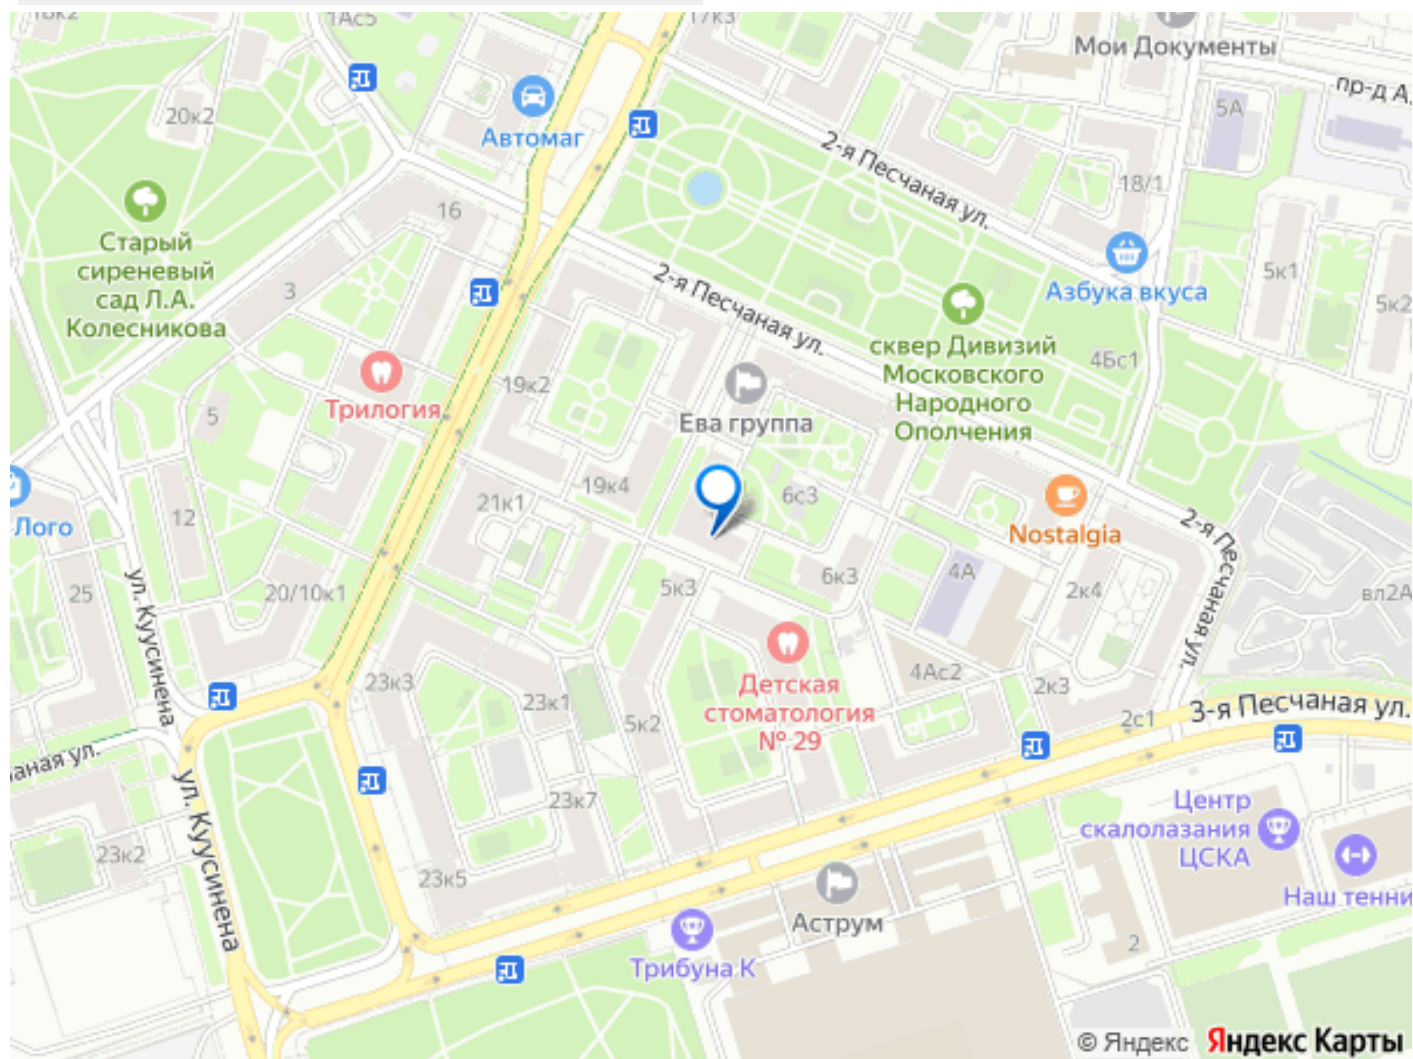 1Ас5
17к3
Мои Документы
пр-д А.
5А
20к2
Автомаг
2-я Песчаная ул.
18/1
16
Старый
сиреневый
сад Л.А.
Колесникова
3
2-я Песчаная ул.
Азбука вкуса
5к1
5к2
сквер Дивизий
Московского
Народного
Ополчения
4Бс1
19к2
Трилогия
5
Ева группа
Лого
12
21к1
19к4
6с3
Nostalgia
2-я Песчаная ул.
25
ул. Куусинена
20/10к1
5к3
6к3
4А
2к4
вл2А
23к3
23к1
5к2
Детская
стоматология
№ 29
4Ас2
2к3
2с1
3-я Песчаная ул.
чаная ул.
ул. Куусинена
23к7
23к2
23к5
Центр
скалолазания
ЦСКА
Наш тенни
Аструм
Трибуна К
2
© Яндекс Яндекс Карты